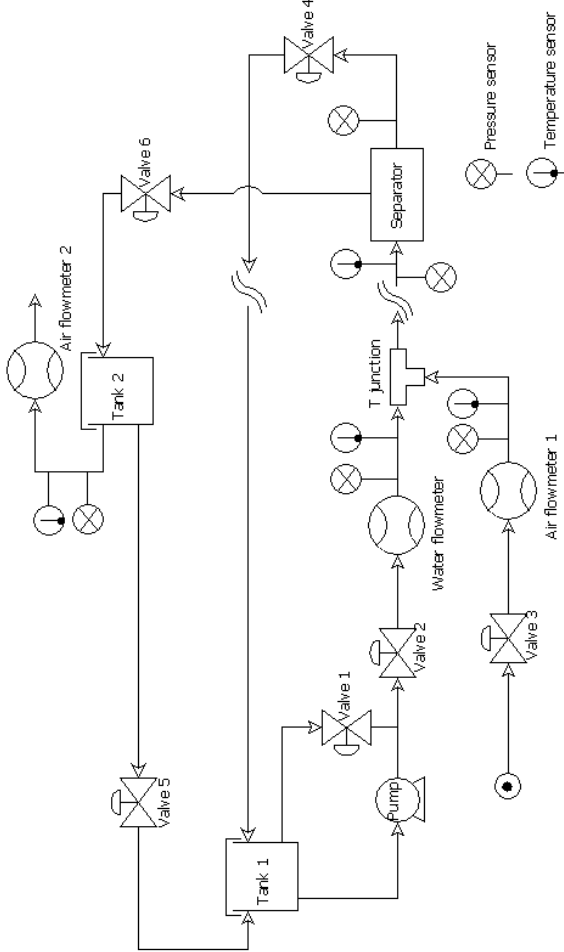 Valve 4
Valve 6
Air flowmeter 2
Tank 2
Separator
Pressure sensor
Temperature sensor
T junction
Water flowmeter
Air flowmeter 1
Valve 5
Valve 1
Valve 2
Valve 3
Tank 1
Pump